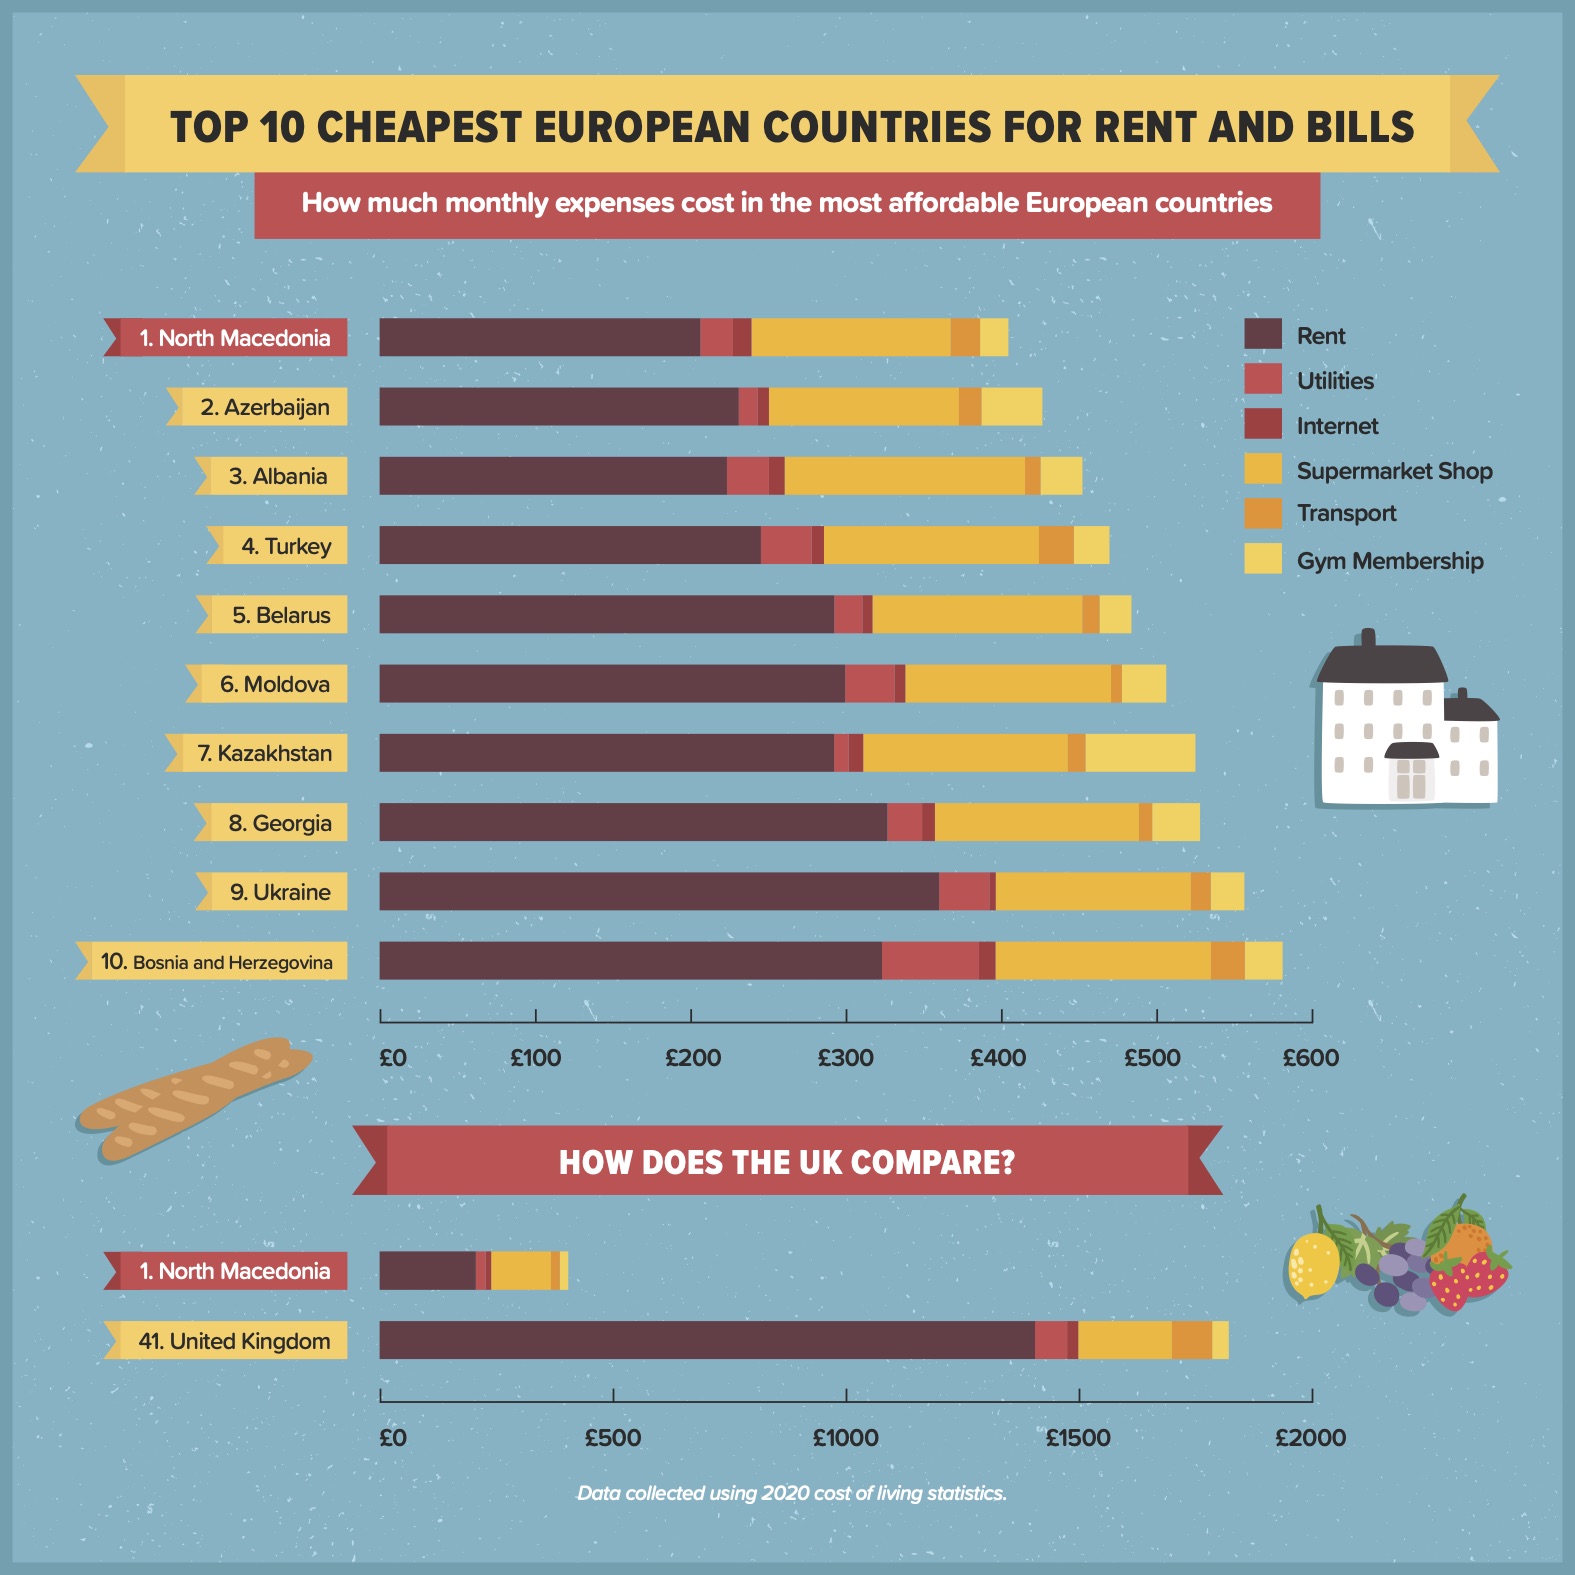 TOP 10 CHEAPEST EUROPEAN COUNTRIES FOR RENT AND BILLS
How much monthly expenses cost in the most affordable European countries
1. North Macedonia
2. Azerbaijan
3. Albania
4. Turkey
5. Belarus
6. Moldova
7. Kazakhstan
8. Georgia
9. Ukraine
10. Bosnia and Herzegovina
Rent
Utilities
Internet
Supermarket Shop
Transport
Gym Membership
£0 £100 £200 £300 £400 £500 £600
HOW DOES THE UK COMPARE?
1. North Macedonia
41. United Kingdom
£0 £500 £1000 £1500 £2000
Data collected using 2020 cost of living statistics.